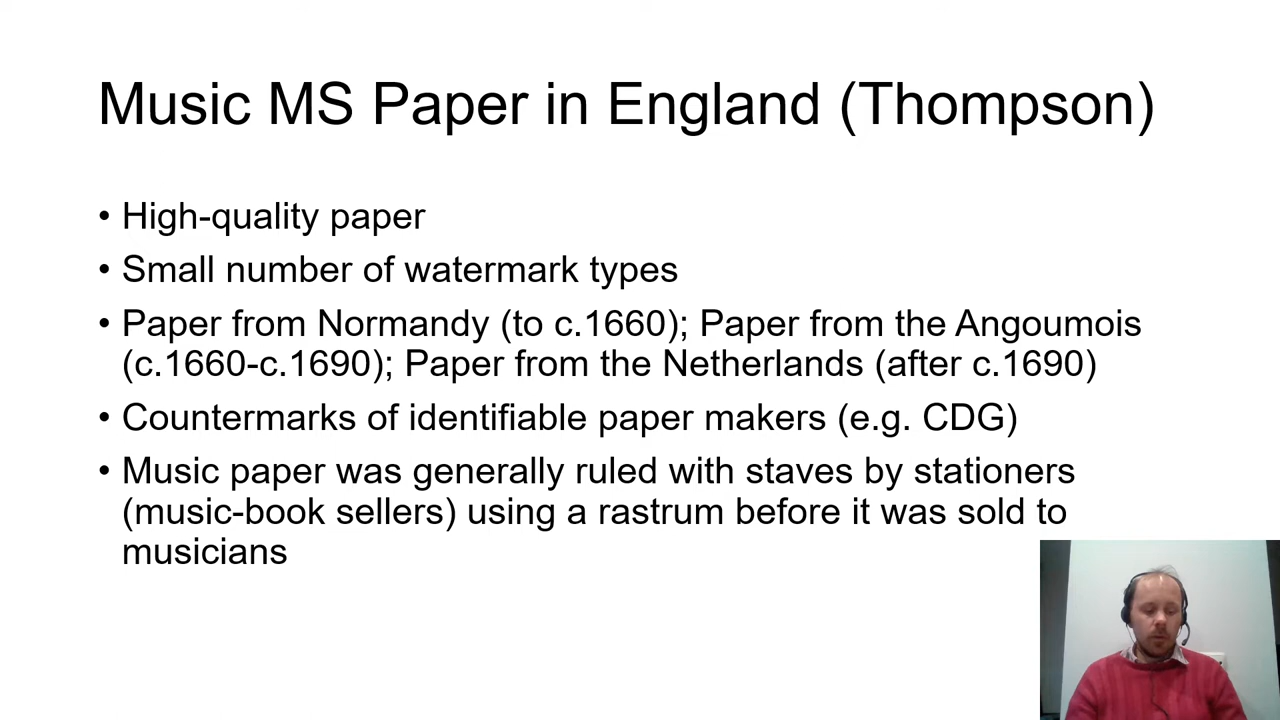 Music MS Paper in England (Thompson)
• High-quality paper
• Small number of watermark types
• Paper from Normandy (to c.1660); Paper from the Angoumois
(c.1660-c.1690); Paper from the Netherlands (after c.1690)
• Countermarks of identifiable paper makers (e.g. CDG)
• Music paper was generally ruled with staves by stationers
(music-book sellers) using a rastrum before it was sold to
musicians